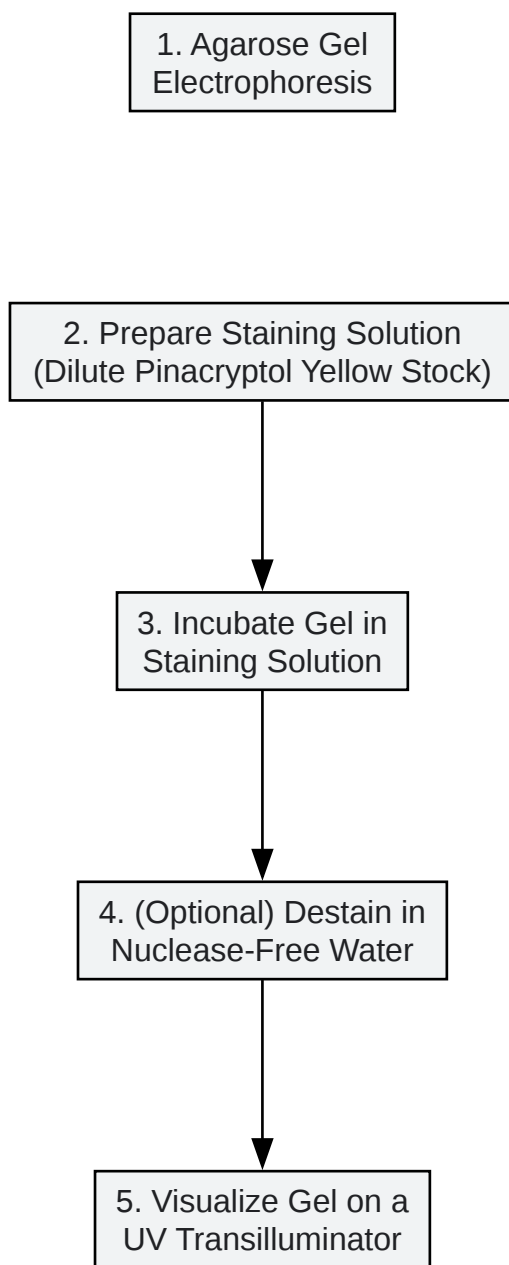 1. Agarose Gel
Electrophoresis
2. Prepare Staining Solution
(Dilute Pinacryptol Yellow Stock)
3. Incubate Gel in
Staining Solution
4. (Optional) Destain in
Nuclease-Free Water
5. Visualize Gel on a
UV Transilluminator